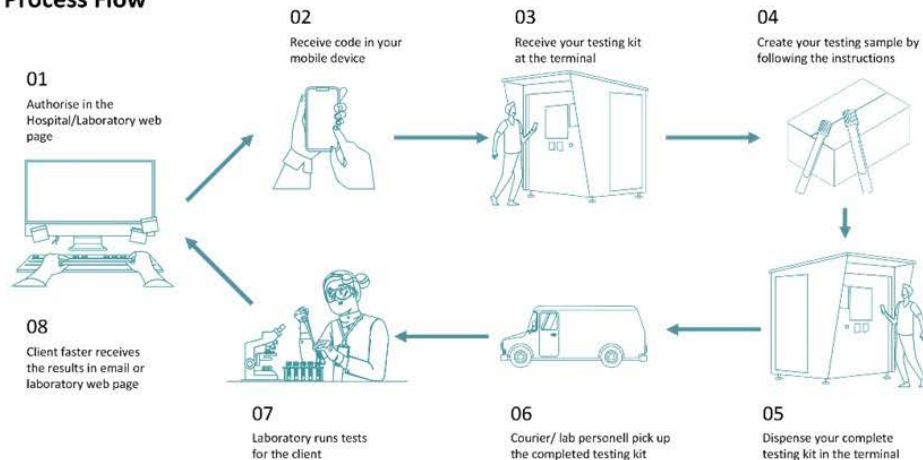 Process Flow
01
Authorise in the
Hospital/Laboratory web
page
02
Receive code in your
mobile device
03
Receive your testing kit
at the terminal
04
Create your testing sample by
following the instructions
05
Dispense your complete
testing kit in the terminal
06
Courier/ lab personell pick up
the completed testing kit
07
Laboratory runs tests
for the client
08
Client faster receives
the results in email or
laboratory web page